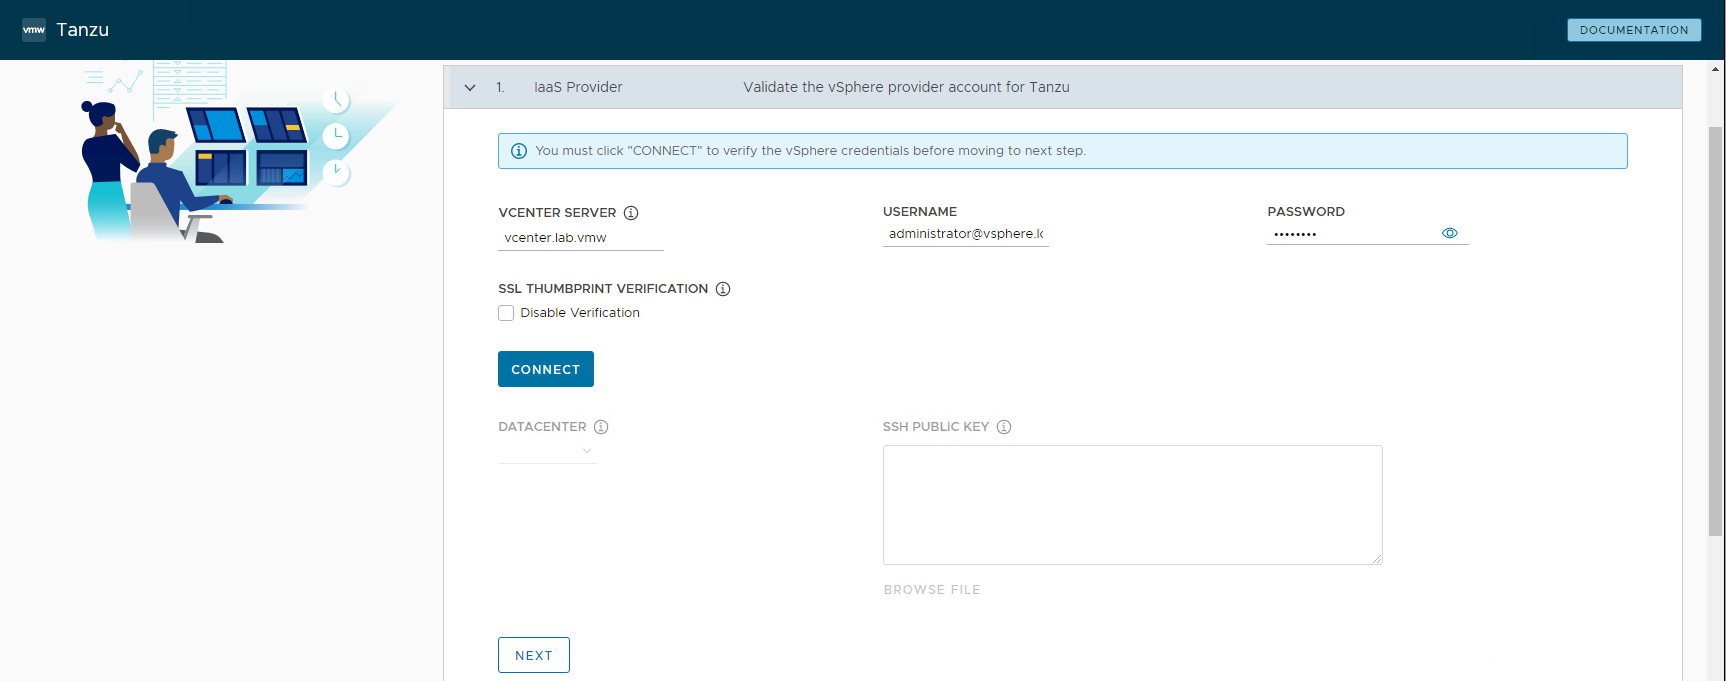 vmw Tanzu
DOCUMENTATION
1. IaaS Provider Validate the vSphere provider account for Tanzu
You must click "CONNECT" to verify the vSphere credentials before moving to next step.
VCENTER SERVER
vcenter.lab.vmw
USERNAME
administrator@vsphere.lo
PASSWORD
••••••••
SSL THUMBPRINT VERIFICATION
Disable Verification
CONNECT
DATACENTER
SSH PUBLIC KEY
BROWSE FILE
NEXT